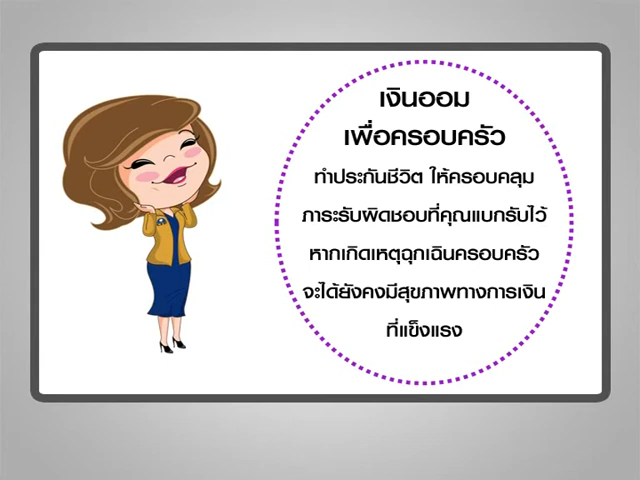 เงินออม
เพื่อครอบครัว
ทำประกันชีวิต ให้ครอบคลุม
ภาระรับผิดชอบที่คุณแบกรับไว้
หากเกิดเหตุฉุกเฉินครอบครัว
จะได้ยังคงมีสุขภาพทางการเงิน
ที่แข็งแรง